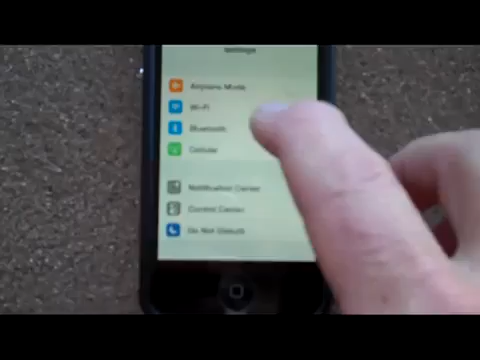 Settings
Airplane Mode
Wi-Fi
Bluetooth
Cellular
Notification Center
Control Center
Do Not Disturb